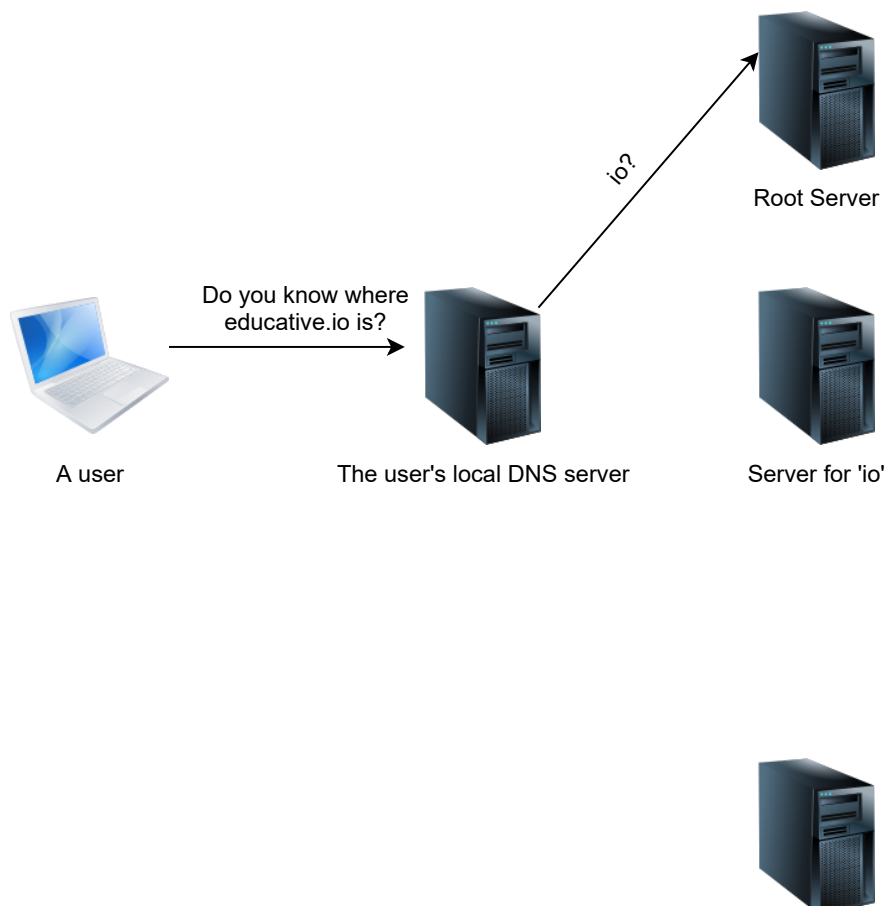 io?
Root Server
Do you know where
educative.io is?
A user
The user's local DNS server
Server for 'io'